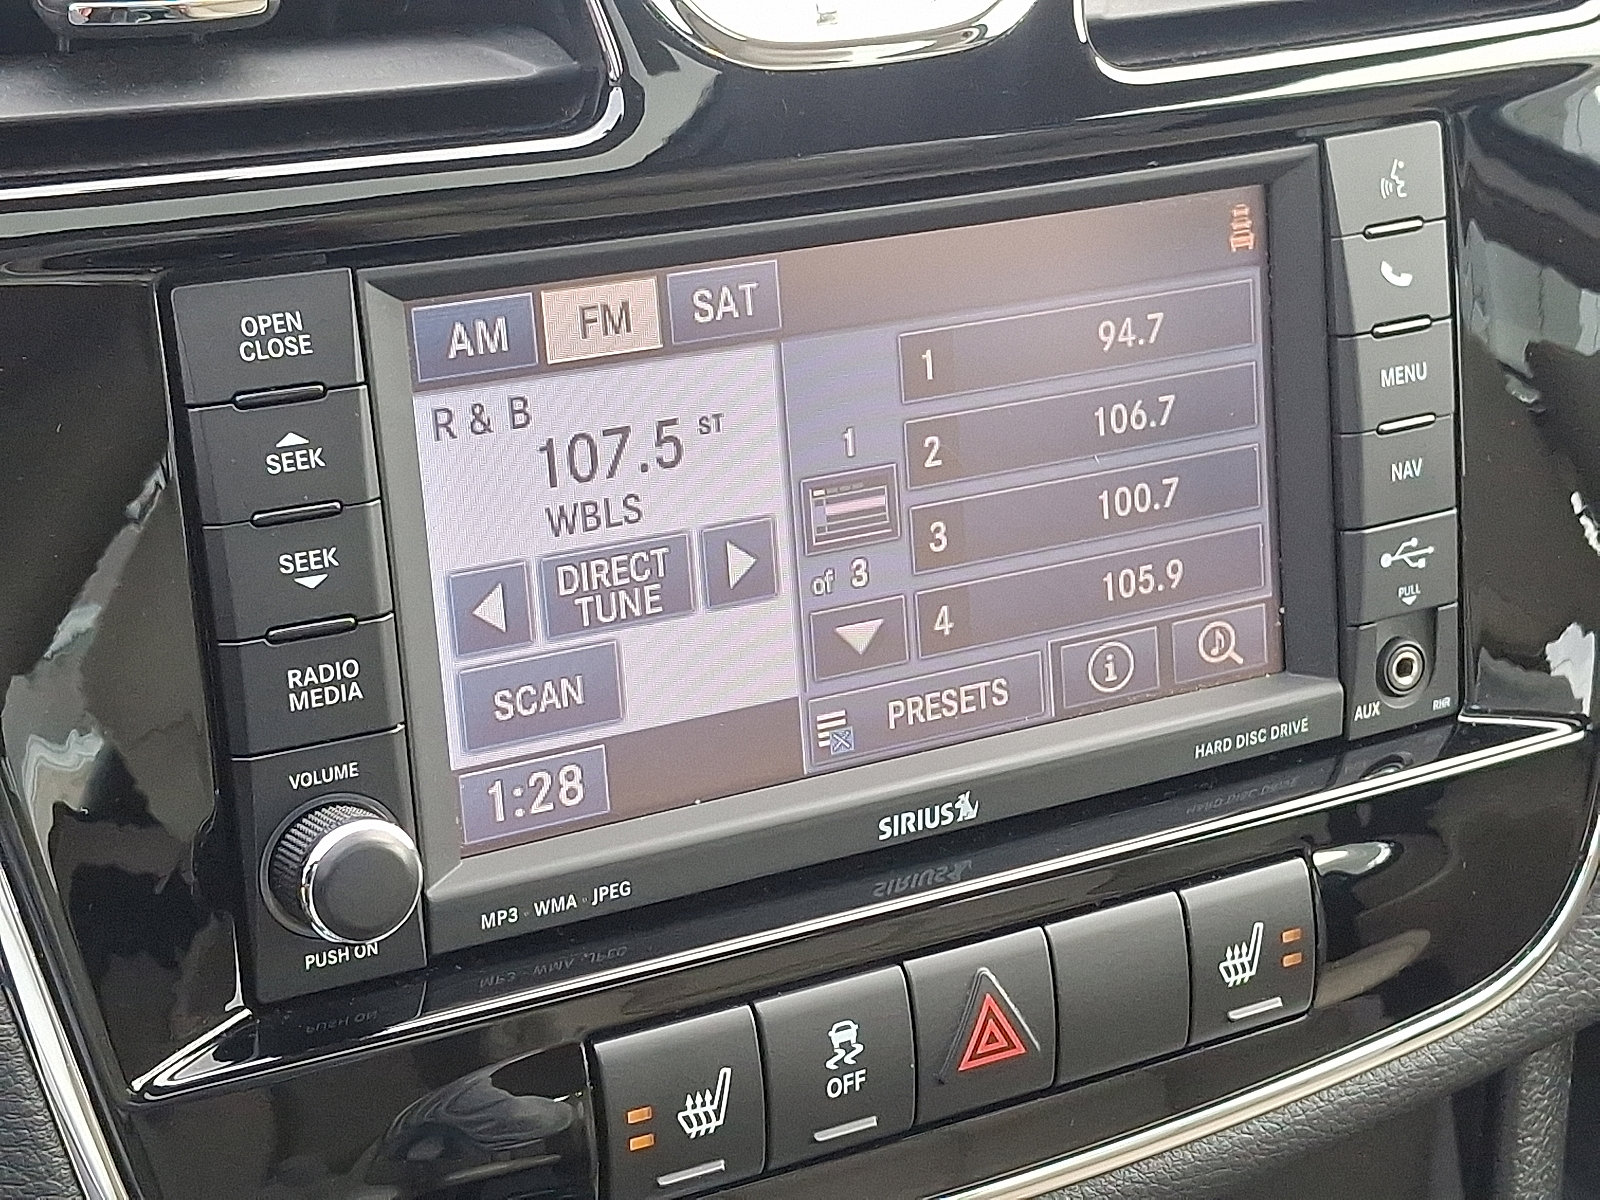 OPEN
CLOSE
SEEK
SEEK
RADIO
MEDIA
VOLUME
PUSH ON
AM FM SAT
R & B
107.5 ST
WBLS
DIRECT
TUNE
SCAN
1:28
1
of 3
1 94.7
2 106.7
3 100.7
4 105.9
PRESETS
i
MENU
NAV
PULL
AUX
MP3 · WMA · JPEG
SIRIUS
HARD DISC DRIVE
OFF